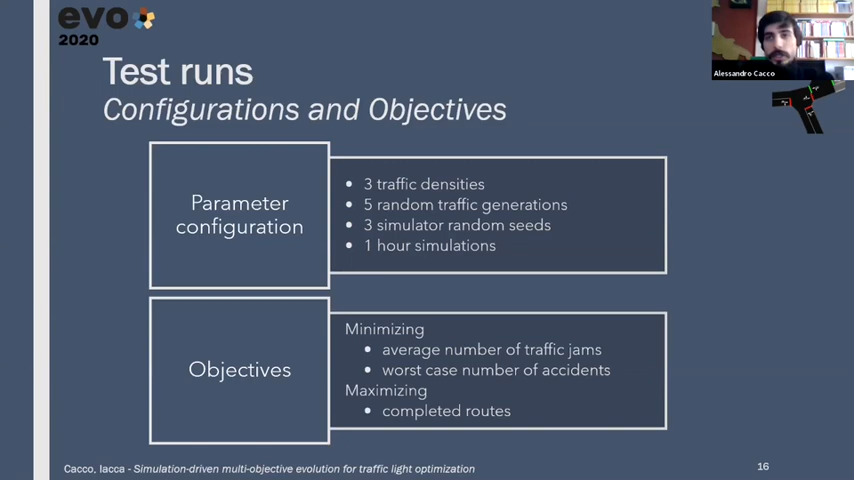 evo
2020
Alessandro Cacco
Test runs
Configurations and Objectives
Parameter
configuration
• 3 traffic densities
• 5 random traffic generations
• 3 simulator random seeds
• 1 hour simulations
Objectives
Minimizing
• average number of traffic jams
• worst case number of accidents
Maximizing
• completed routes
Cacco, Iacca - Simulation-driven multi-objective evolution for traffic light optimization
16